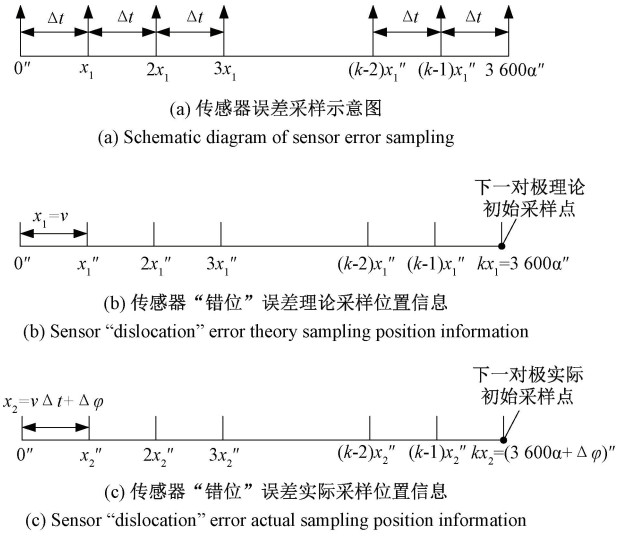 Δt Δt Δt Δt Δt
0″ x₁ 2x₁ 3x₁ (k-2)x₁″ (k-1)x₁″ 3 600α″
(a) 传感器误差采样示意图
(a) Schematic diagram of sensor error sampling
下一对极理论
初始采样点
x₁=v
0″ x₁″ 2x₁″ 3x₁″ (k-2)x₁″ (k-1)x₁″ kx₁=3 600α″
(b) 传感器“错位”误差理论采样位置信息
(b) Sensor “dislocation” error theory sampling position information
下一对极实际
初始采样点
x₂=vΔt+Δφ
0″ x₂″ 2x₂″ 3x₂″ (k-2)x₂″ (k-1)x₂″ kx₂=(3 600α+Δφ)″
(c) 传感器“错位”误差实际采样位置信息
(c) Sensor “dislocation” error actual sampling position information